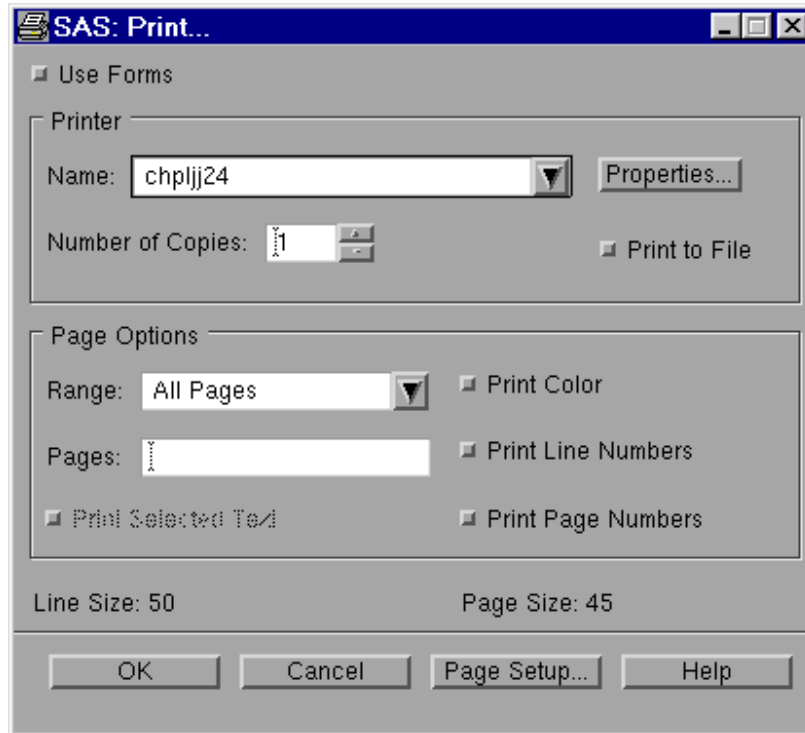 SAS: Print...
Use Forms
Printer
Name: chpljj24 Properties...
Number of Copies: 1 Print to File
Page Options
Range: All Pages Print Color
Pages: Print Line Numbers
Print Selected Text Print Page Numbers
Line Size: 50 Page Size: 45
OK Cancel Page Setup... Help